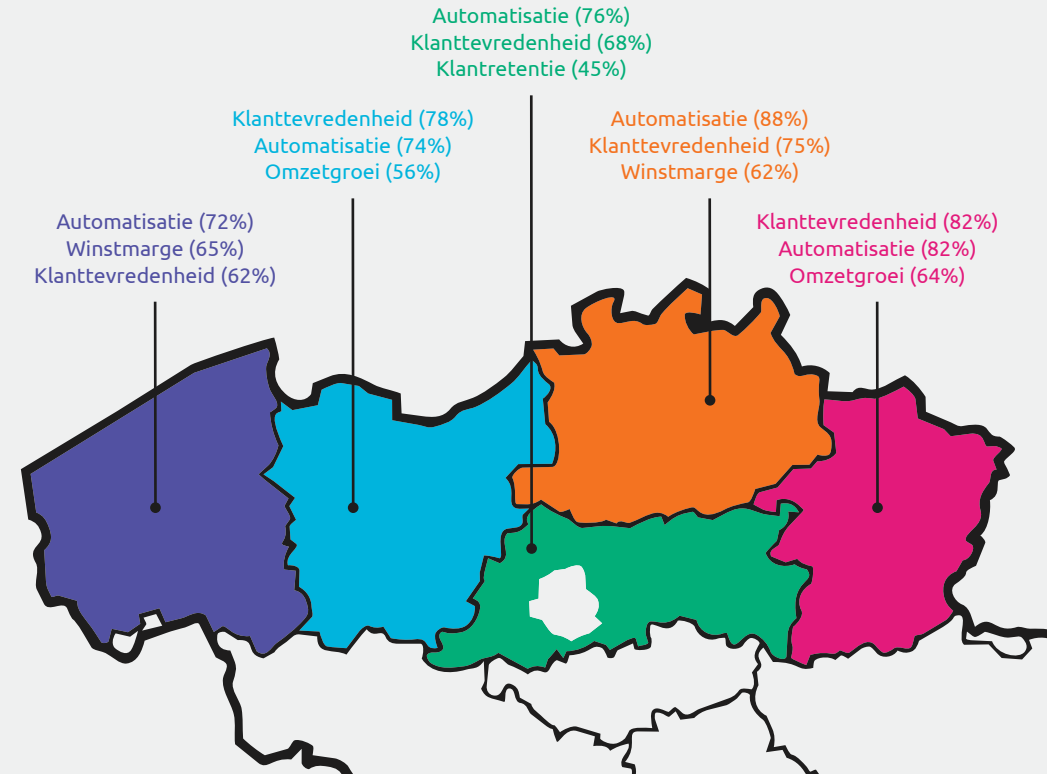 Automatisatie (76%)
Klanttevredenheid (68%)
Klantretentie (45%)
Klanttevredenheid (78%)
Automatisatie (74%)
Omzetgroei (56%)
Automatisatie (88%)
Klanttevredenheid (75%)
Winstmarge (62%)
Automatisatie (72%)
Winstmarge (65%)
Klanttevredenheid (62%)
Klanttevredenheid (82%)
Automatisatie (82%)
Omzetgroei (64%)